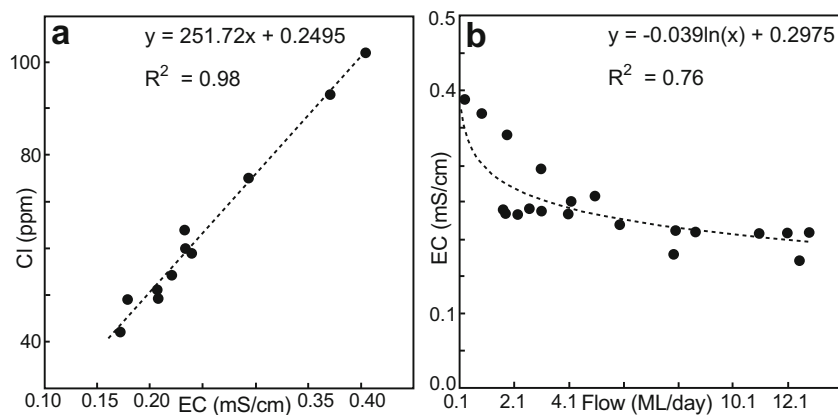 a
y = 251.72x + 0.2495
R² = 0.98
Cl (ppm)
100
80
60
40
0.10
0.15
0.20
EC (mS/cm)
0.35
0.40
b
y = -0.039ln(x) + 0.2975
R² = 0.76
EC (mS/cm)
0.5
0.4
0.1
0.0
0.1
2.1
4.1
Flow (ML/day)
10.1
12.1